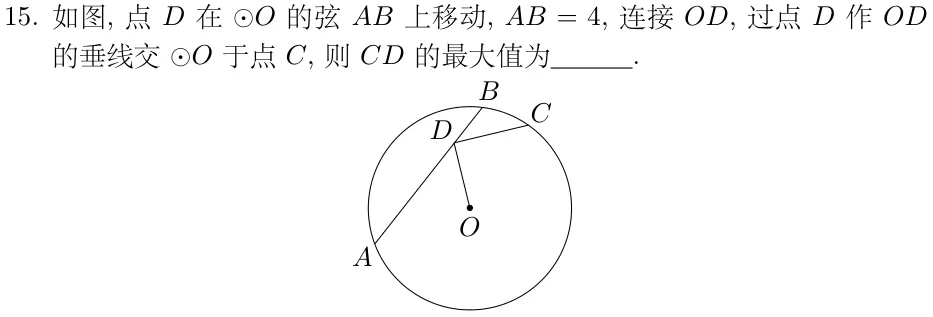 15. 如图, 点 D 在 ⊙O 的弦 AB 上移动, AB = 4, 连接 OD, 过点 D 作 OD
的垂线交 ⊙O 于点 C, 则 CD 的最大值为______.
B
C
D
O
A